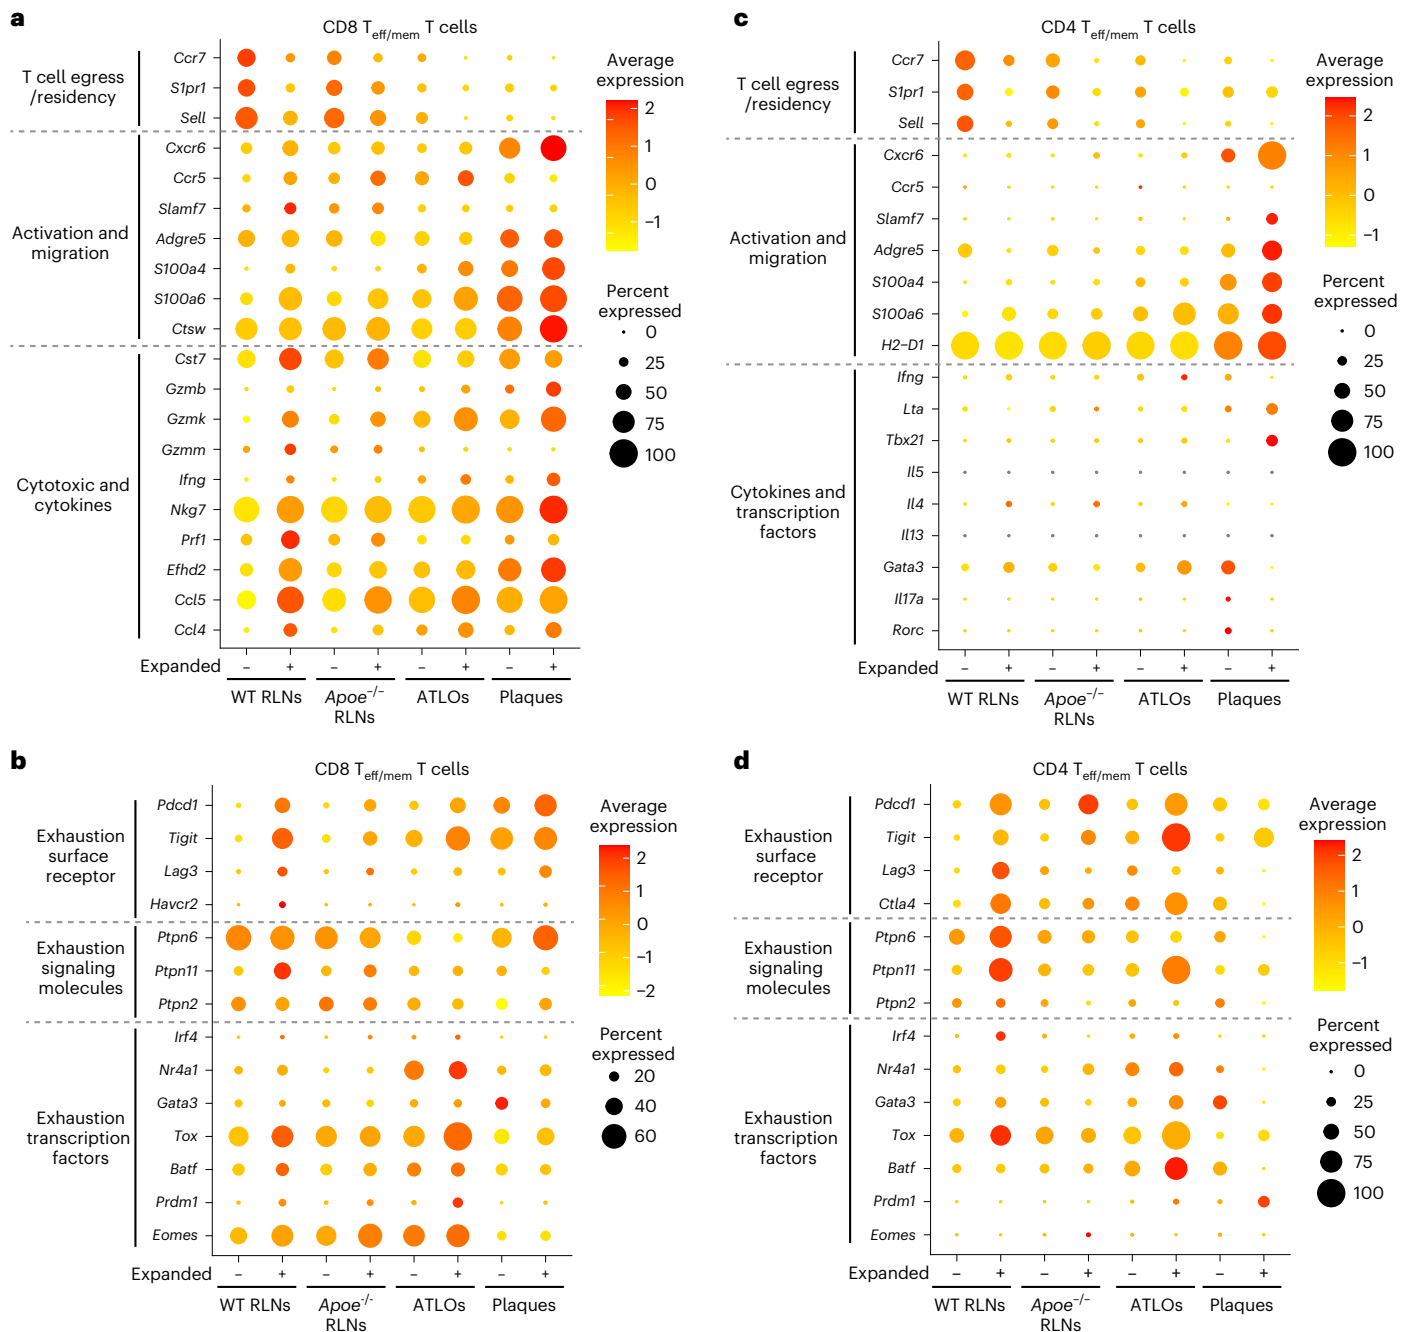 a
CD8 Teff/mem T cells
T cell egress
/residency
Activation and
migration
Cytotoxic and
cytokines
Ccr7
S1pr1
Sell
Cxcr6
Ccr5
Slamf7
Adgre5
S100a4
S100a6
Ctsw
Cst7
Gzmb
Gzmk
Gzmm
Ifng
Nkg7
Prf1
Efhd2
Ccl5
Ccl4
Expanded − + − + − + − +
WT RLNs
Apoe−/−
RLNs
ATLOs
Plaques
Average
expression
2
1
0
−1
Percent
expressed
0
25
50
75
100
c
CD4 Teff/mem T cells
T cell egress
/residency
Activation and
migration
Cytokines and
transcription
factors
Ccr7
S1pr1
Sell
Cxcr6
Ccr5
Slamf7
Adgre5
S100a4
S100a6
H2−D1
Ifng
Lta
Tbx21
Il5
Il4
Il13
Gata3
Il17a
Rorc
Expanded − + − + − + − +
WT RLNs
Apoe−/−
RLNs
ATLOs
Plaques
Average
expression
2
1
0
−1
Percent
expressed
0
25
50
75
100
b
CD8 Teff/mem T cells
Exhaustion
surface
receptor
Exhaustion
signaling
molecules
Exhaustion
transcription
factors
Pdcd1
Tigit
Lag3
Havcr2
Ptpn6
Ptpn11
Ptpn2
Irf4
Nr4a1
Gata3
Tox
Batf
Prdm1
Eomes
Expanded − + − + − + − +
WT RLNs
Apoe-/-
RLNs
ATLOs
Plaques
Average
expression
2
1
0
−1
−2
Percent
expressed
20
40
60
d
CD4 Teff/mem T cells
Exhaustion
surface
receptor
Exhaustion
signaling
molecules
Exhaustion
transcription
factors
Pdcd1
Tigit
Lag3
Ctla4
Ptpn6
Ptpn11
Ptpn2
Irf4
Nr4a1
Gata3
Tox
Batf
Prdm1
Eomes
Expanded − + − + − + − +
WT RLNs
Apoe−/−
RLNs
ATLOs
Plaques
Average
expression
2
1
0
−1
Percent
expressed
0
25
50
75
100